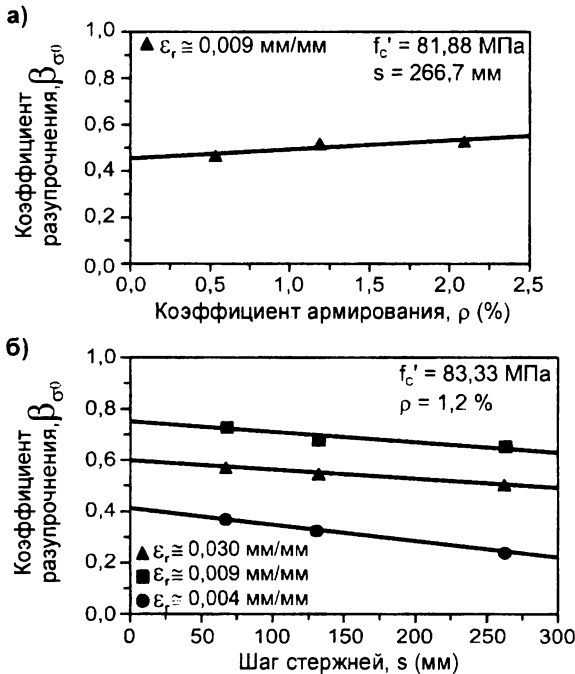 а)
Коэффициент
разупрочнения, βσ⁰
1,0
0,8
0,6
0,4
0,2
0,0
▲ εr ≅ 0,009 мм/мм
fc' = 81,88 МПа
s = 266,7 мм
0,0 0,5 1,0 1,5 2,0 2,5
Коэффициент армирования, ρ (%)
б)
Коэффициент
разупрочнения, βσ⁰
1,0
0,8
0,6
0,4
0,2
0,0
fc' = 83,33 МПа
ρ = 1,2 %
▲ εr ≅ 0,030 мм/мм
■ εr ≅ 0,009 мм/мм
● εr ≅ 0,004 мм/мм
0 50 100 150 200 250 300
Шаг стержней, s (мм)